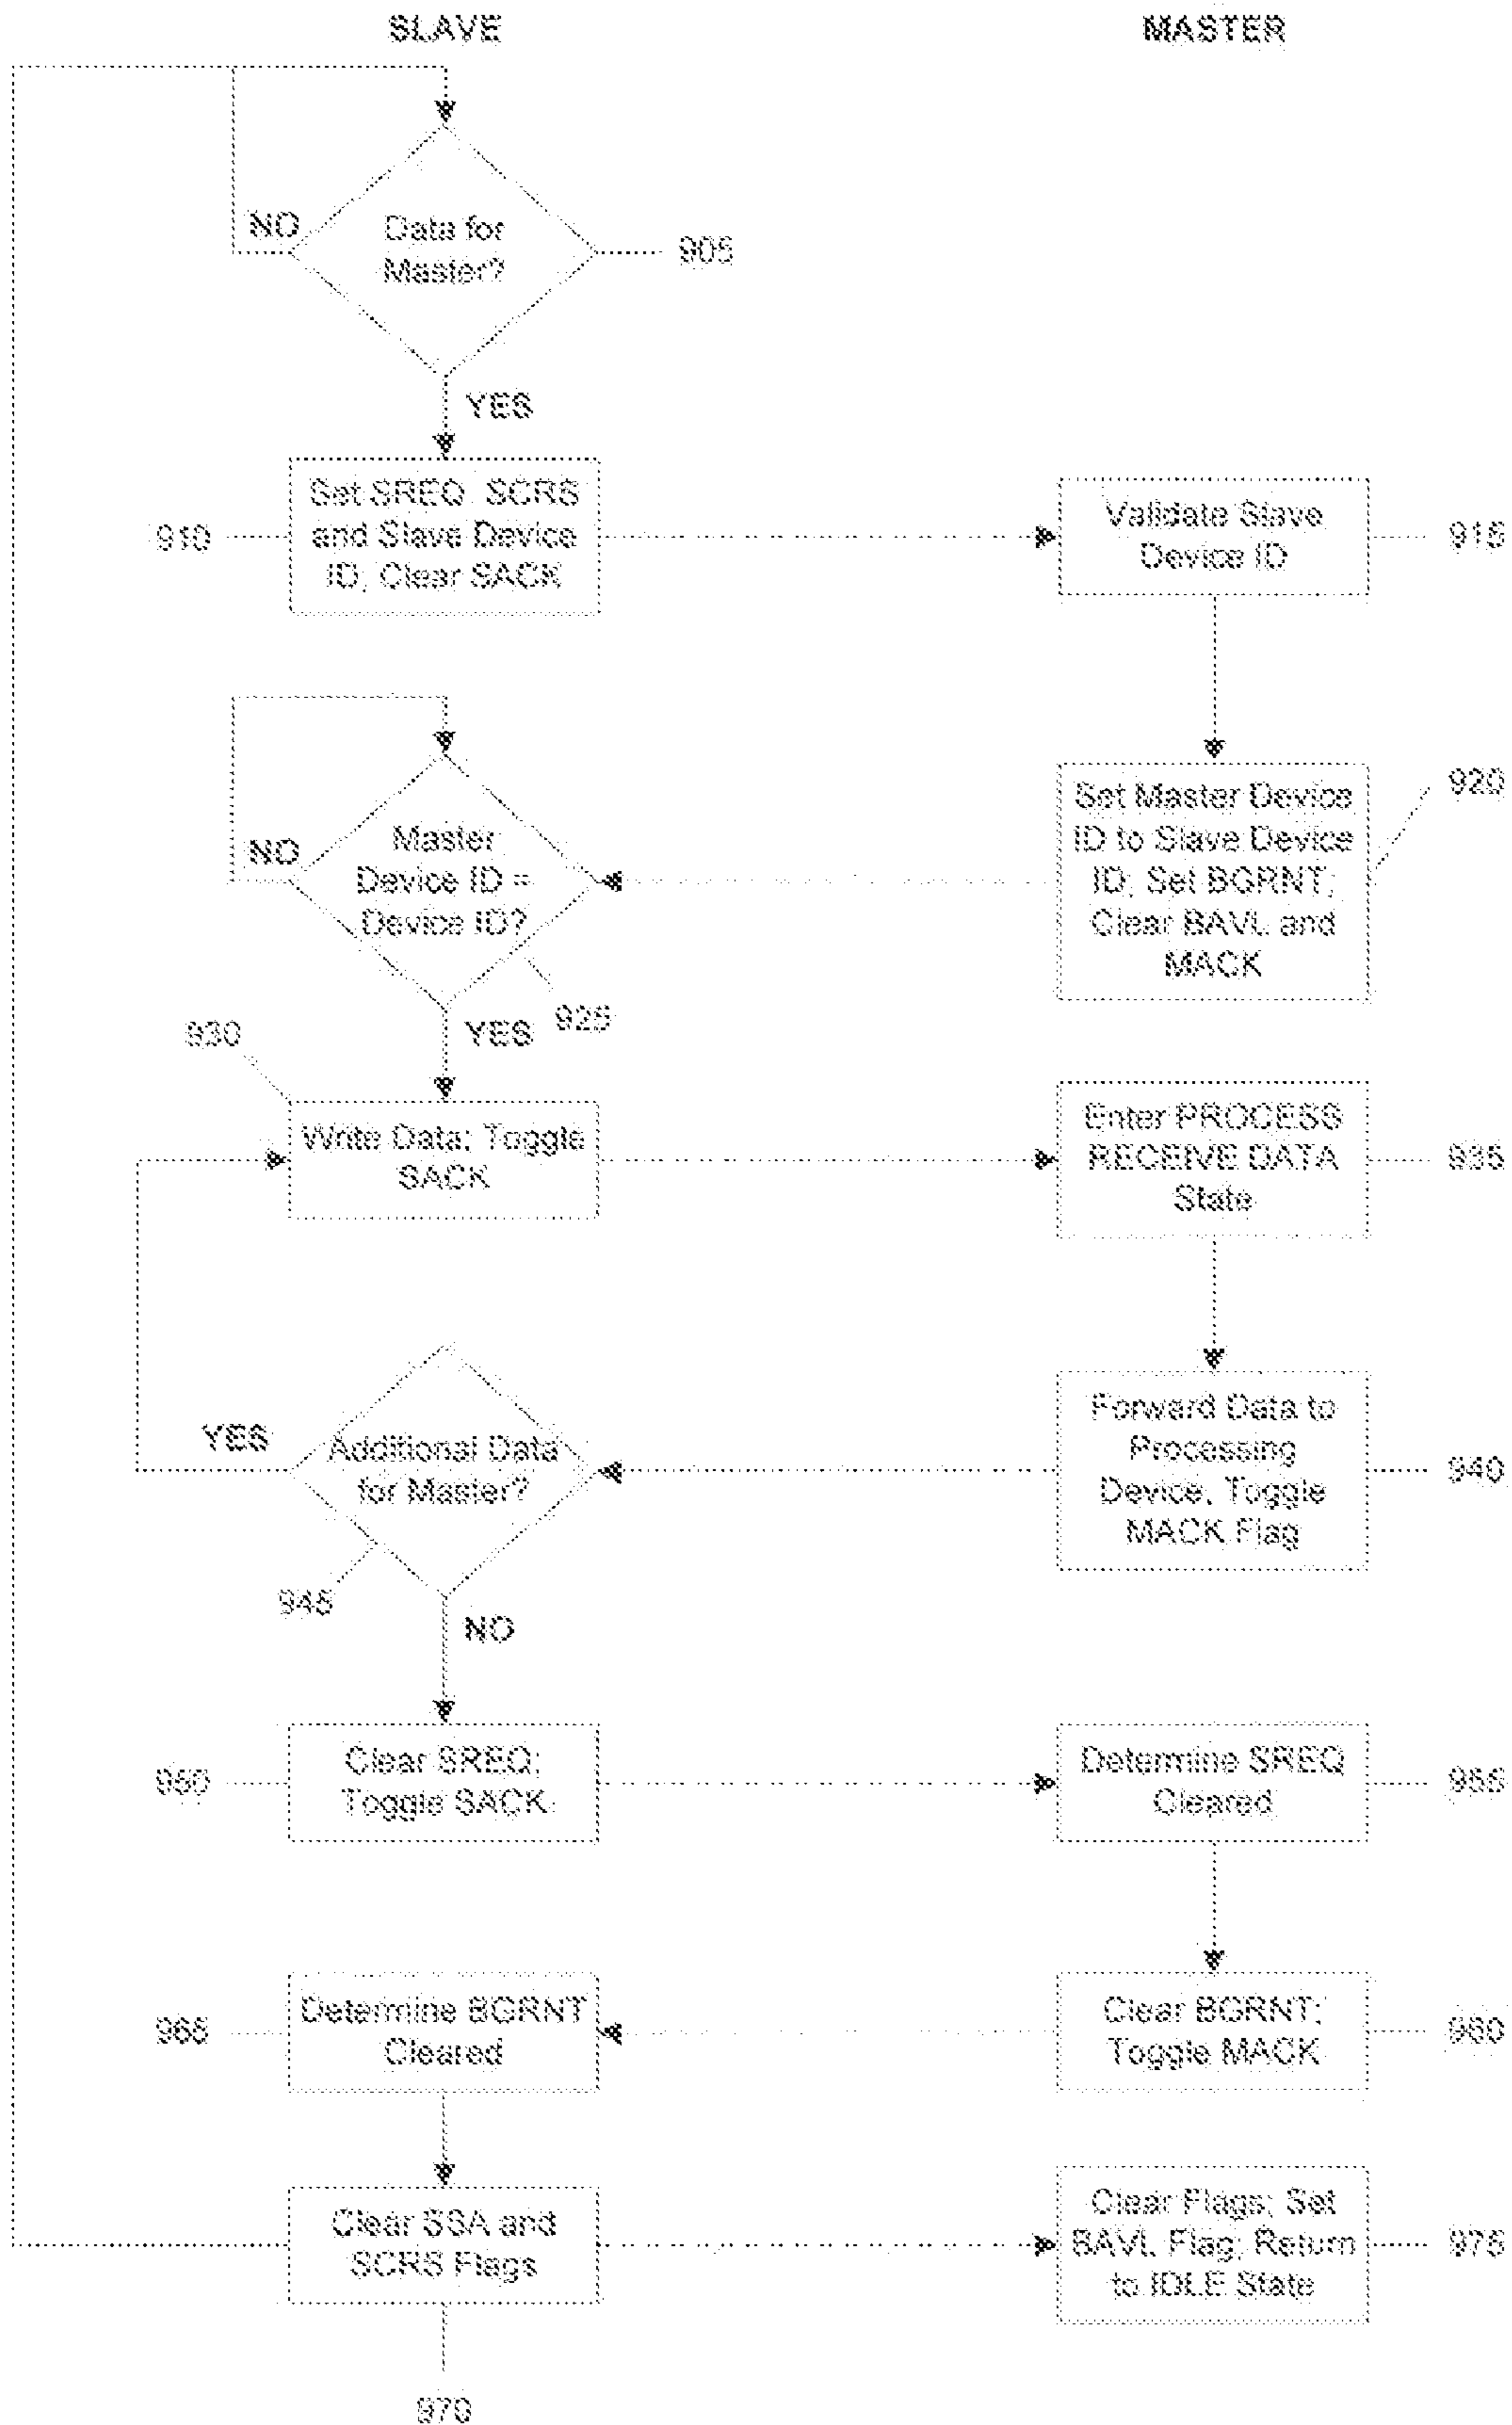 SLAVE
MASTER
NO
Data for
Master?
905
YES
Set SREQ, SCRS
and Slave Device
ID; Clear SACK
910
Validate Slave
Device ID
915
Set Master Device
ID to Slave Device
ID; Set BGRNT;
Clear BAVL and
MACK
920
NO
Master
Device ID =
Device ID?
925
YES
930
Write Data; Toggle
SACK
Enter PROCESS
RECEIVE DATA
State
935
YES
Additional Data
for Master?
945
NO
Forward Data to
Processing
Device, Toggle
MACK Flag
940
950
Clear SREQ;
Toggle SACK
Determine SREQ
Cleared
955
965
Determine BGRNT
Cleared
Clear BGRNT;
Toggle MACK
960
Clear SSA and
SCRS Flags
970
Clear Flags; Set
BAVL Flag; Return
to IDLE State
975